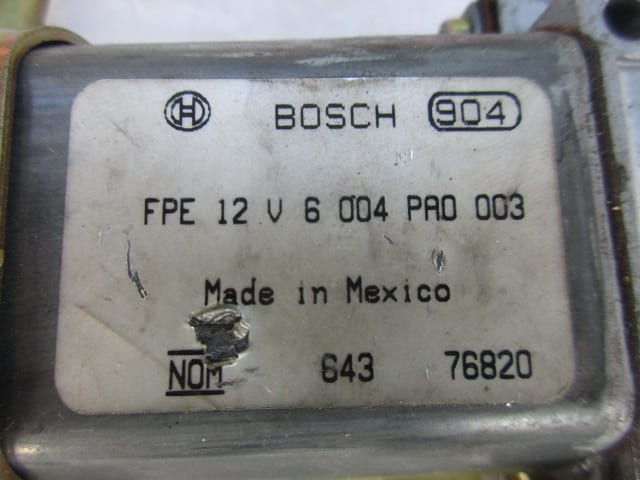 BOSCH 904
FPE 12 V 6 004 PA0 003
Made in Mexico
NOM 643 76820